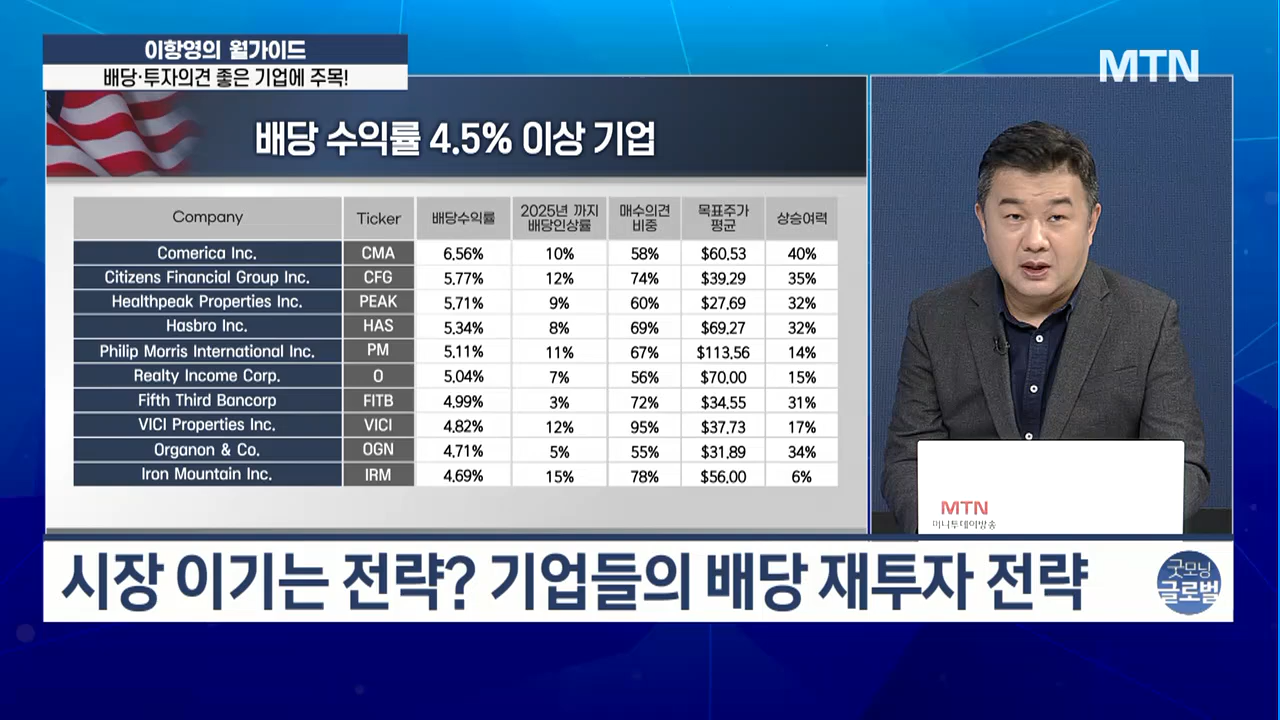 이항영의 월가이드
배당·투자의견 좋은 기업에 주목!
MTN
배당 수익률 4.5% 이상 기업
Company Ticker 배당수익률 2025년 까지 배당인상률 매수의견 비중 목표주가 평균 상승여력
Comerica Inc. CMA 6.56% 10% 58% $60.53 40%
Citizens Financial Group Inc. CFG 5.77% 12% 74% $39.29 35%
Healthpeak Properties Inc. PEAK 5.71% 9% 60% $27.69 32%
Hasbro Inc. HAS 5.34% 8% 69% $69.27 32%
Philip Morris International Inc. PM 5.11% 11% 67% $113.56 14%
Realty Income Corp. O 5.04% 7% 56% $70.00 15%
Fifth Third Bancorp FITB 4.99% 3% 72% $34.55 31%
VICI Properties Inc. VICI 4.82% 12% 95% $37.73 17%
Organon & Co. OGN 4.71% 5% 55% $31.89 34%
Iron Mountain Inc. IRM 4.69% 15% 78% $56.00 6%
MTN
머니투데이방송
시장 이기는 전략? 기업들의 배당 재투자 전략
굿모닝
글로벌